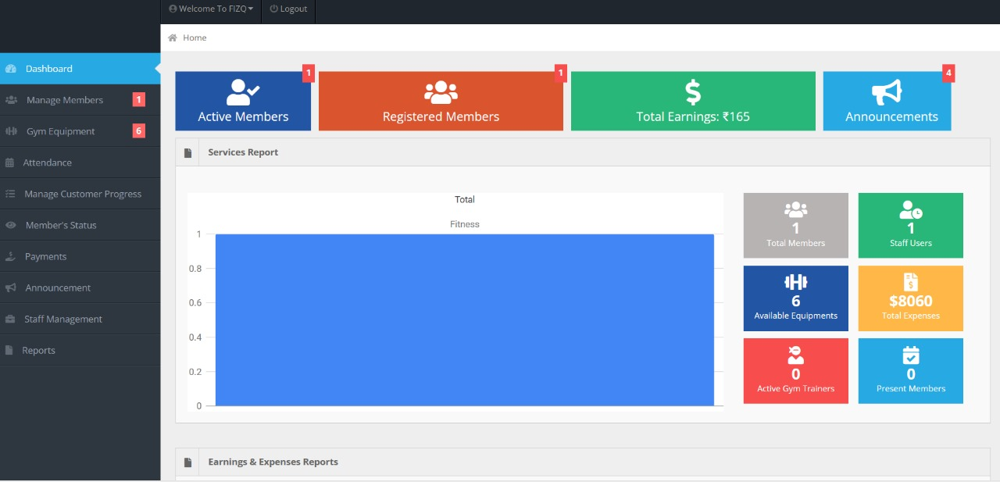 Welcome To FIZQ
Logout
Home
Dashboard
Manage Members
1
Gym Equipment
6
Attendance
Manage Customer Progress
Member's Status
Payments
Announcement
Staff Management
Reports
1
Active Members
1
Registered Members
Total Earnings: ₹165
4
Announcements
Services Report
Total
Fitness
1
0.8
0.6
0.4
0.2
0
1
Total Members
1
Staff Users
6
Available Equipments
$8060
Total Expenses
0
Active Gym Trainers
0
Present Members
Earnings & Expenses Reports